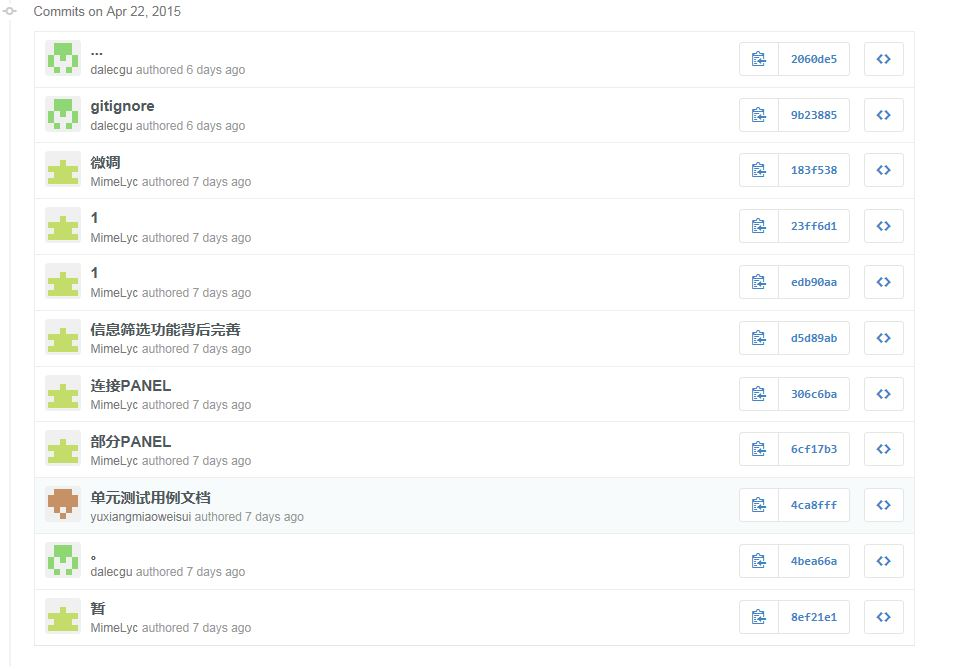 Commits on Apr 22, 2015
...
dalecgu authored 6 days ago
2060de5
gitignore
dalecgu authored 6 days ago
9b23885
微调
MimeLyc authored 7 days ago
183f538
1
MimeLyc authored 7 days ago
23ff6d1
1
MimeLyc authored 7 days ago
edb90aa
信息筛选功能背后完善
MimeLyc authored 7 days ago
d5d89ab
连接PANEL
MimeLyc authored 7 days ago
306c6ba
部分PANEL
MimeLyc authored 7 days ago
6cf17b3
单元测试用例文档
yuxiangmiaoweisui authored 7 days ago
4ca8fff
。
dalecgu authored 7 days ago
4bea66a
暂
MimeLyc authored 7 days ago
8ef21e1